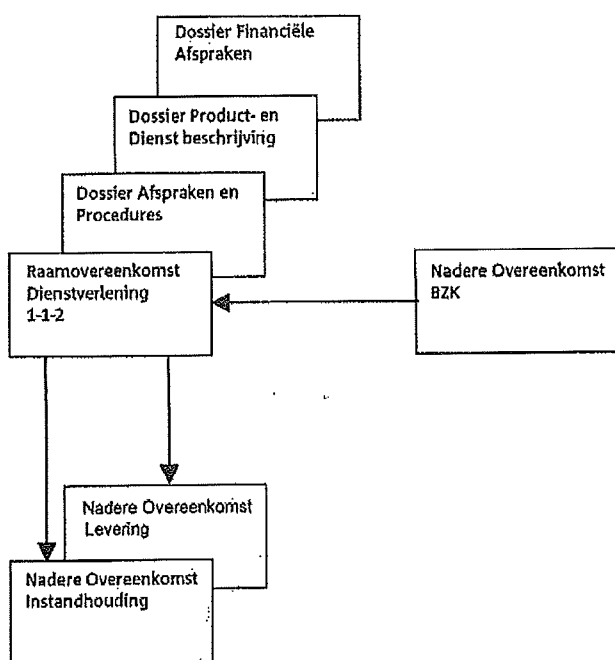 Dossier Financiële
Afspraken
Dossier Product- en
Dienst beschrijving
Dossier Afspraken en
Procedures
Raamovereenkomst
Dienstverlening
1-1-2
Nadere Overeenkomst
BZK
Nadere Overeenkomst
Levering
Nadere Overeenkomst
Instandhouding